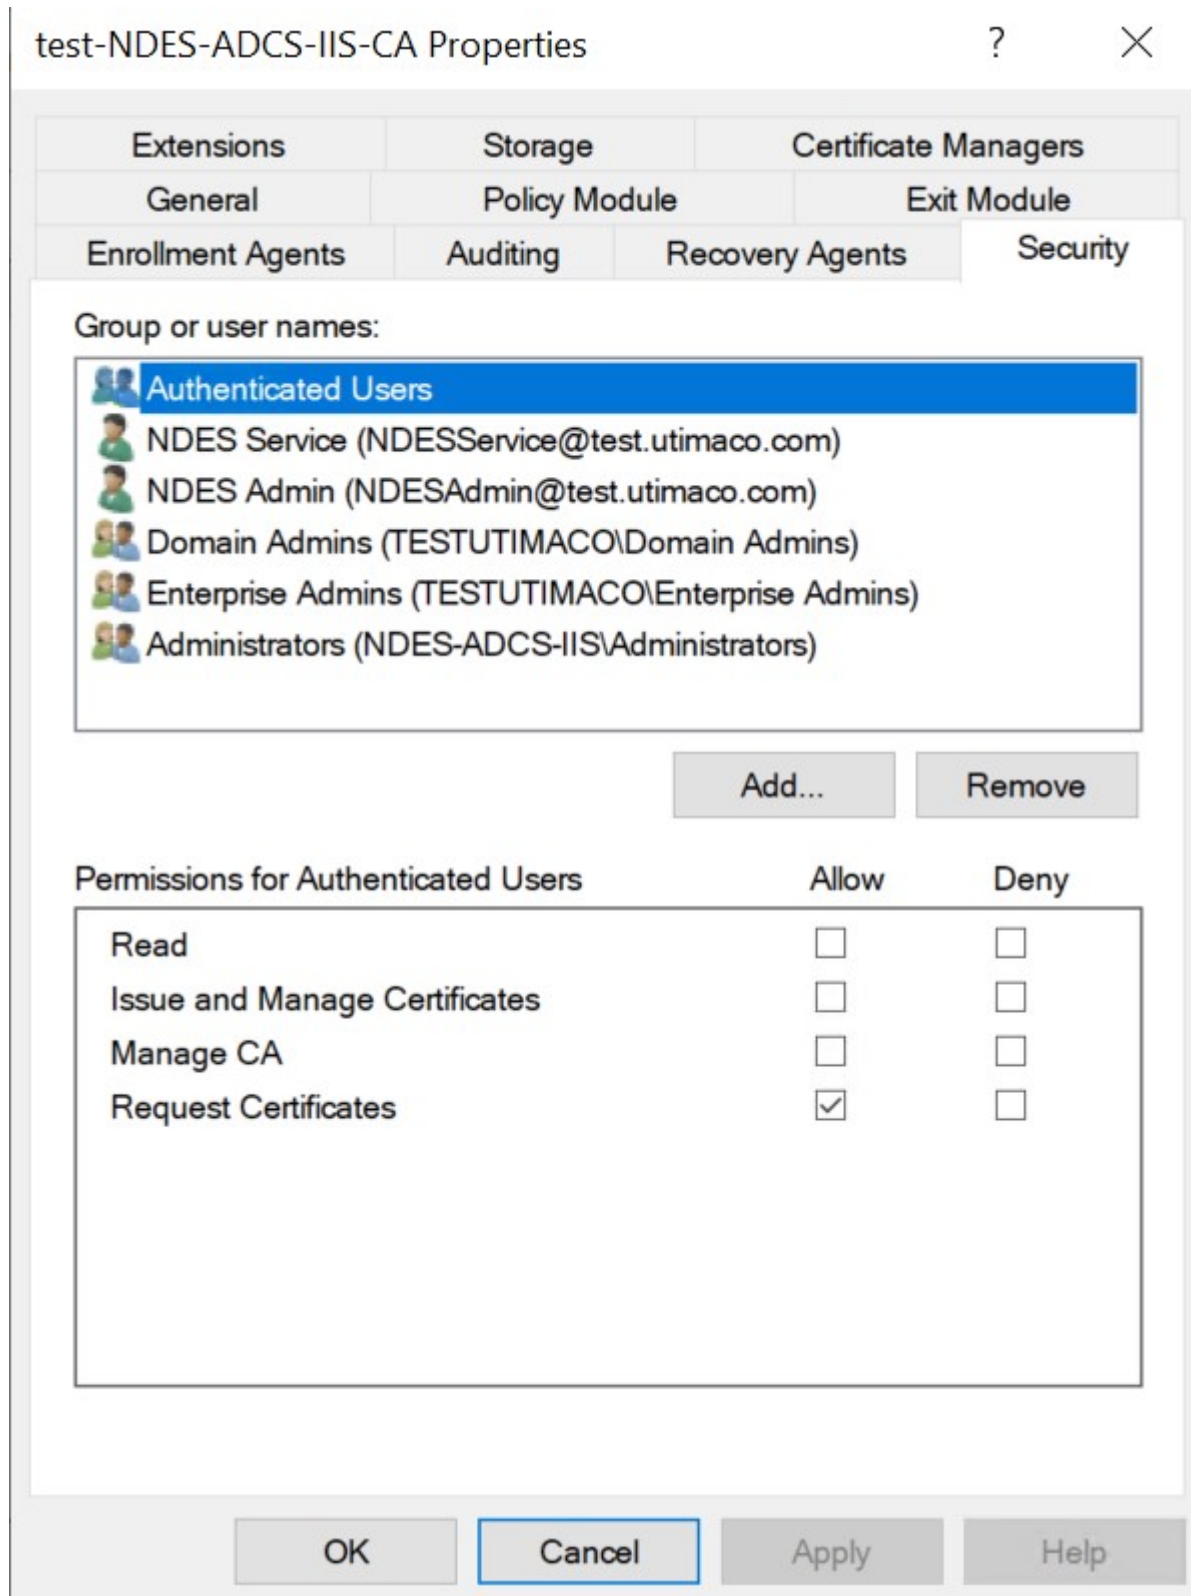 test-NDES-ADCS-IIS-CA Properties ?
Extensions Storage Certificate Managers
General Policy Module Exit Module
Enrollment Agents Auditing Recovery Agents Security
Group or user names:
Authenticated Users
NDES Service (NDESService@test.utimaco.com)
NDES Admin (NDESAdmin@test.utimaco.com)
Domain Admins (TESTUTIMACO\Domain Admins)
Enterprise Admins (TESTUTIMACO\Enterprise Admins)
Administrators (NDES-ADCS-IIS\Administrators)
Add... Remove
Permissions for Authenticated Users Allow Deny
Read
Issue and Manage Certificates
Manage CA
Request Certificates
OK Cancel Apply Help